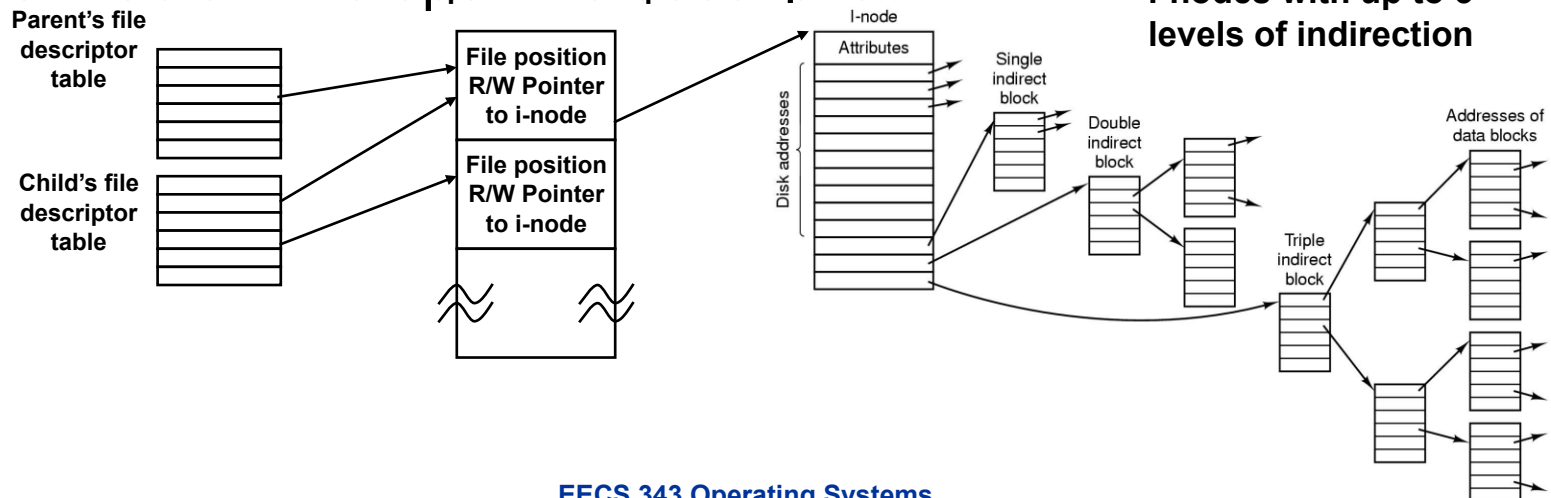 Parent's file
descriptor
table
Child's file
descriptor
table
File position
R/W Pointer
to i-node
File position
R/W Pointer
to i-node
I-node
Attributes
Disk addresses
Single
indirect
block
Double
indirect
block
Triple
indirect
block
Addresses of
data blocks
levels of indirection
EECS 343 Operating Systems